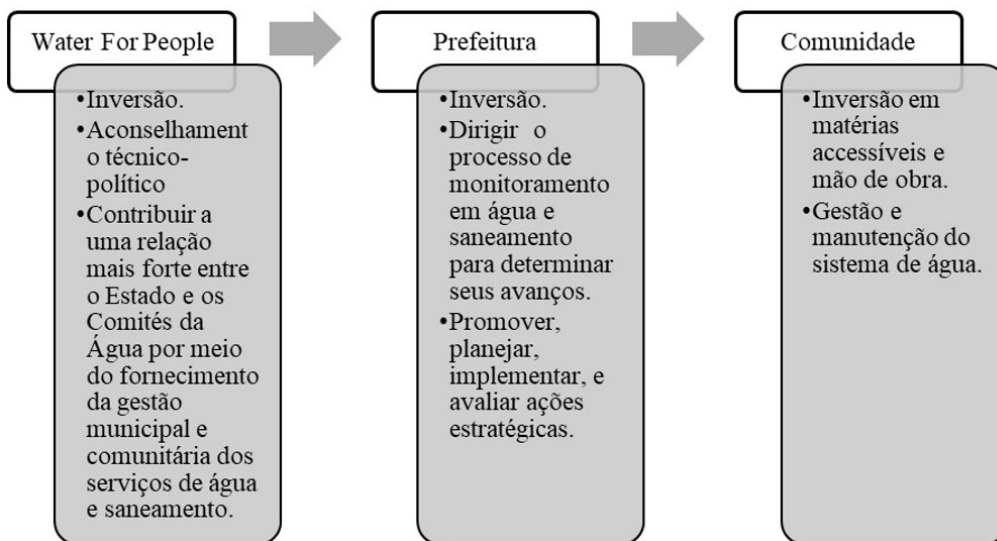 Water For People
•Inversão.
•Aconselhament
o técnico-
político
•Contribuir a
uma relação
mais forte entre
o Estado e os
Comités da
Água por meio
do fornecimento
da gestão
municipal e
comunitária dos
serviços de água
e saneamento.
Prefeitura
•Inversão.
•Dirigir o
processo de
monitoramento
em água e
saneamento
para determinar
seus avanços.
•Promover,
planejar,
implementar, e
avaliar ações
estratégicas.
Comunidade
•Inversão em
matérias
accessíveis e
mão de obra.
•Gestão e
manutenção do
sistema de água.